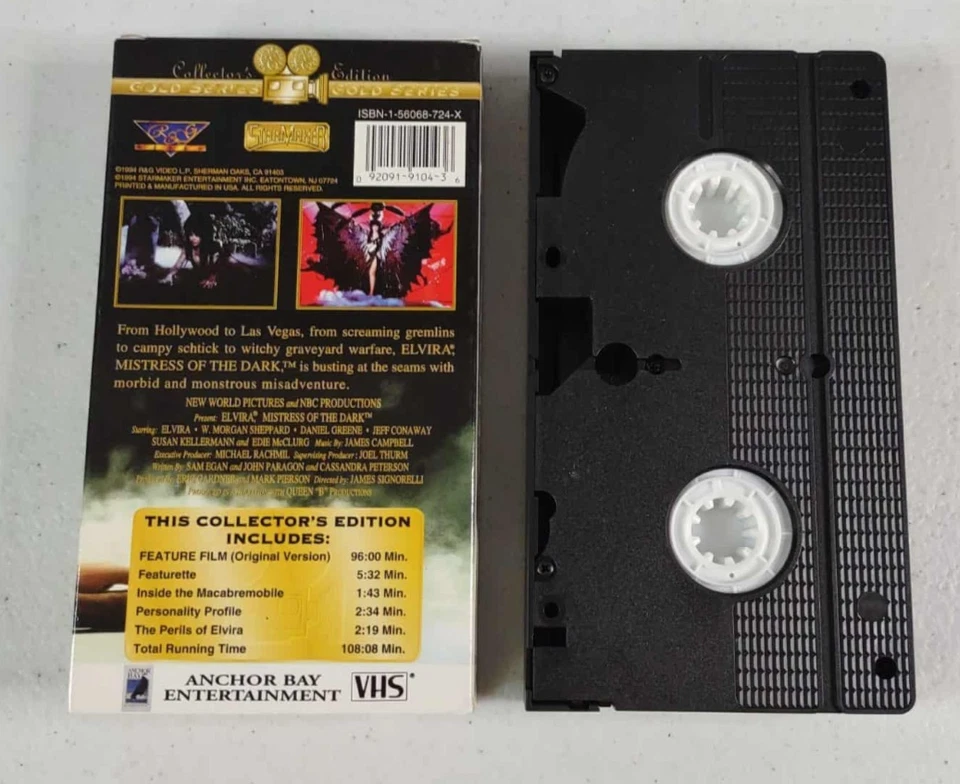 Collector's Edition
GOLD SERIES GOLD SERIES
ISBN-1-56068-724-X
R&G
VIDEO
STARMAKER
0 92091-9104-3 6
©1994 R&G VIDEO L.P., SHERMAN OAKS, CA 91403
©1994 STARMAKER ENTERTAINMENT INC. EATONTOWN, NJ 07724
PRINTED & MANUFACTURED IN USA. ALL RIGHTS RESERVED.
From Hollywood to Las Vegas, from screaming gremlins
to campy schtick to witchy graveyard warfare, ELVIRA®,
MISTRESS OF THE DARK,™ is busting at the seams with
morbid and monstrous misadventure.
NEW WORLD PICTURES and NBC PRODUCTIONS
Present: ELVIRA,® MISTRESS OF THE DARK™
Starring: ELVIRA • W. MORGAN SHEPPARD • DANIEL GREENE • JEFF CONAWAY
SUSAN KELLERMANN and EDIE McCLURG Music By: JAMES CAMPBELL
Executive Producer: MICHAEL RACHMIL Supervising Producer: JOEL THURM
Written By: SAM EGAN and JOHN PARAGON and CASSANDRA PETERSON
ERIC GARDNER and MARK PIERSON Directed by: JAMES SIGNORELLI
WITH QUEEN "B" PRODUCTIONS
THIS COLLECTOR'S EDITION
INCLUDES:
FEATURE FILM (Original Version) 96:00 Min.
Featurette 5:32 Min.
Inside the Macabremobile 1:43 Min.
Personality Profile 2:34 Min.
The Perils of Elvira 2:19 Min.
Total Running Time 108:08 Min.
ANCHOR
BAY
ANCHOR BAY
ENTERTAINMENT
VHS®